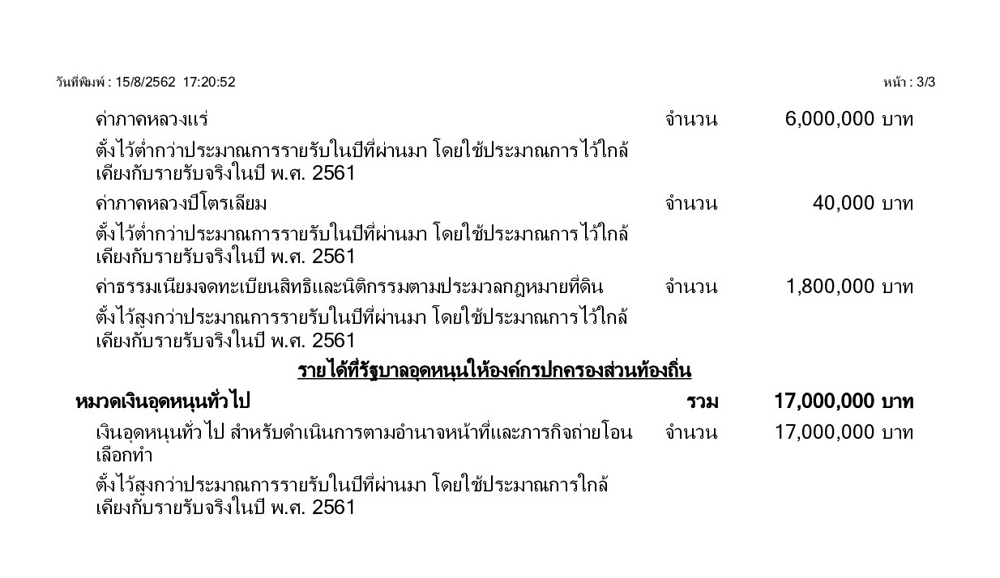 วันที่พิมพ์ : 15/8/2562 17:20:52 หน้า : 3/3
ค่าภาคหลวงแร่ จำนวน 6,000,000 บาท
ตั้งไว้ต่ำกว่าประมาณการรายรับในปีที่ผ่านมา โดยใช้ประมาณการไว้ใกล้
เคียงกับรายรับจริงในปี พ.ศ. 2561
ค่าภาคหลวงปิโตรเลียม จำนวน 40,000 บาท
ตั้งไว้ต่ำกว่าประมาณการรายรับในปีที่ผ่านมา โดยใช้ประมาณการไว้ใกล้
เคียงกับรายรับจริงในปี พ.ศ. 2561
ค่าธรรมเนียมจดทะเบียนสิทธิและนิติกรรมตามประมวลกฎหมายที่ดิน จำนวน 1,800,000 บาท
ตั้งไว้สูงกว่าประมาณการรายรับในปีที่ผ่านมา โดยใช้ประมาณการไว้ใกล้
เคียงกับรายรับจริงในปี พ.ศ. 2561
รายได้ที่รัฐบาลอุดหนุนให้องค์กรปกครองส่วนท้องถิ่น
หมวดเงินอุดหนุนทั่วไป รวม 17,000,000 บาท
เงินอุดหนุนทั่วไป สำหรับดำเนินการตามอำนาจหน้าที่และภารกิจถ่ายโอน จำนวน 17,000,000 บาท
เลือกทำ
ตั้งไว้สูงกว่าประมาณการรายรับในปีที่ผ่านมา โดยใช้ประมาณการใกล้
เคียงกับรายรับจริงในปี พ.ศ. 2561